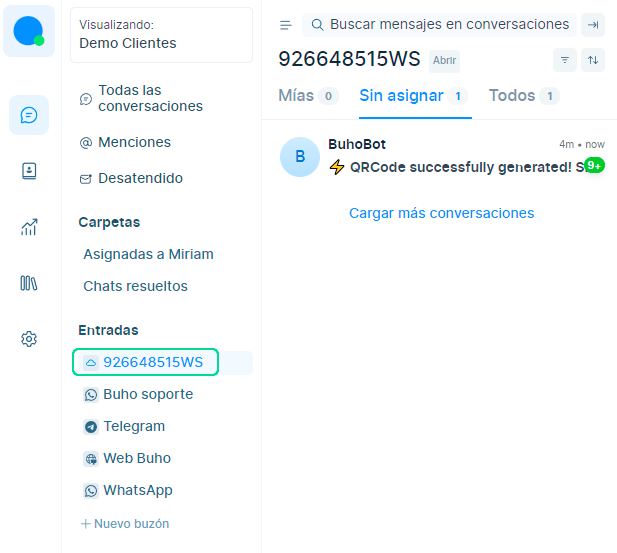 Visualizando:
Demo Clientes
Todas las
conversaciones
Menciones
Desatendido
Carpetas
Asignadas a Miriam
Chats resueltos
Entradas
926648515WS
Buho soporte
Telegram
Web Buho
WhatsApp
Nuevo buzón
Buscar mensajes en conversaciones
926648515WS Abrir
Mías 0 Sin asignar 1 Todos 1
B
BuhoBot 4m • now
⚡ QRCode successfully generated! S 9+
Cargar más conversaciones